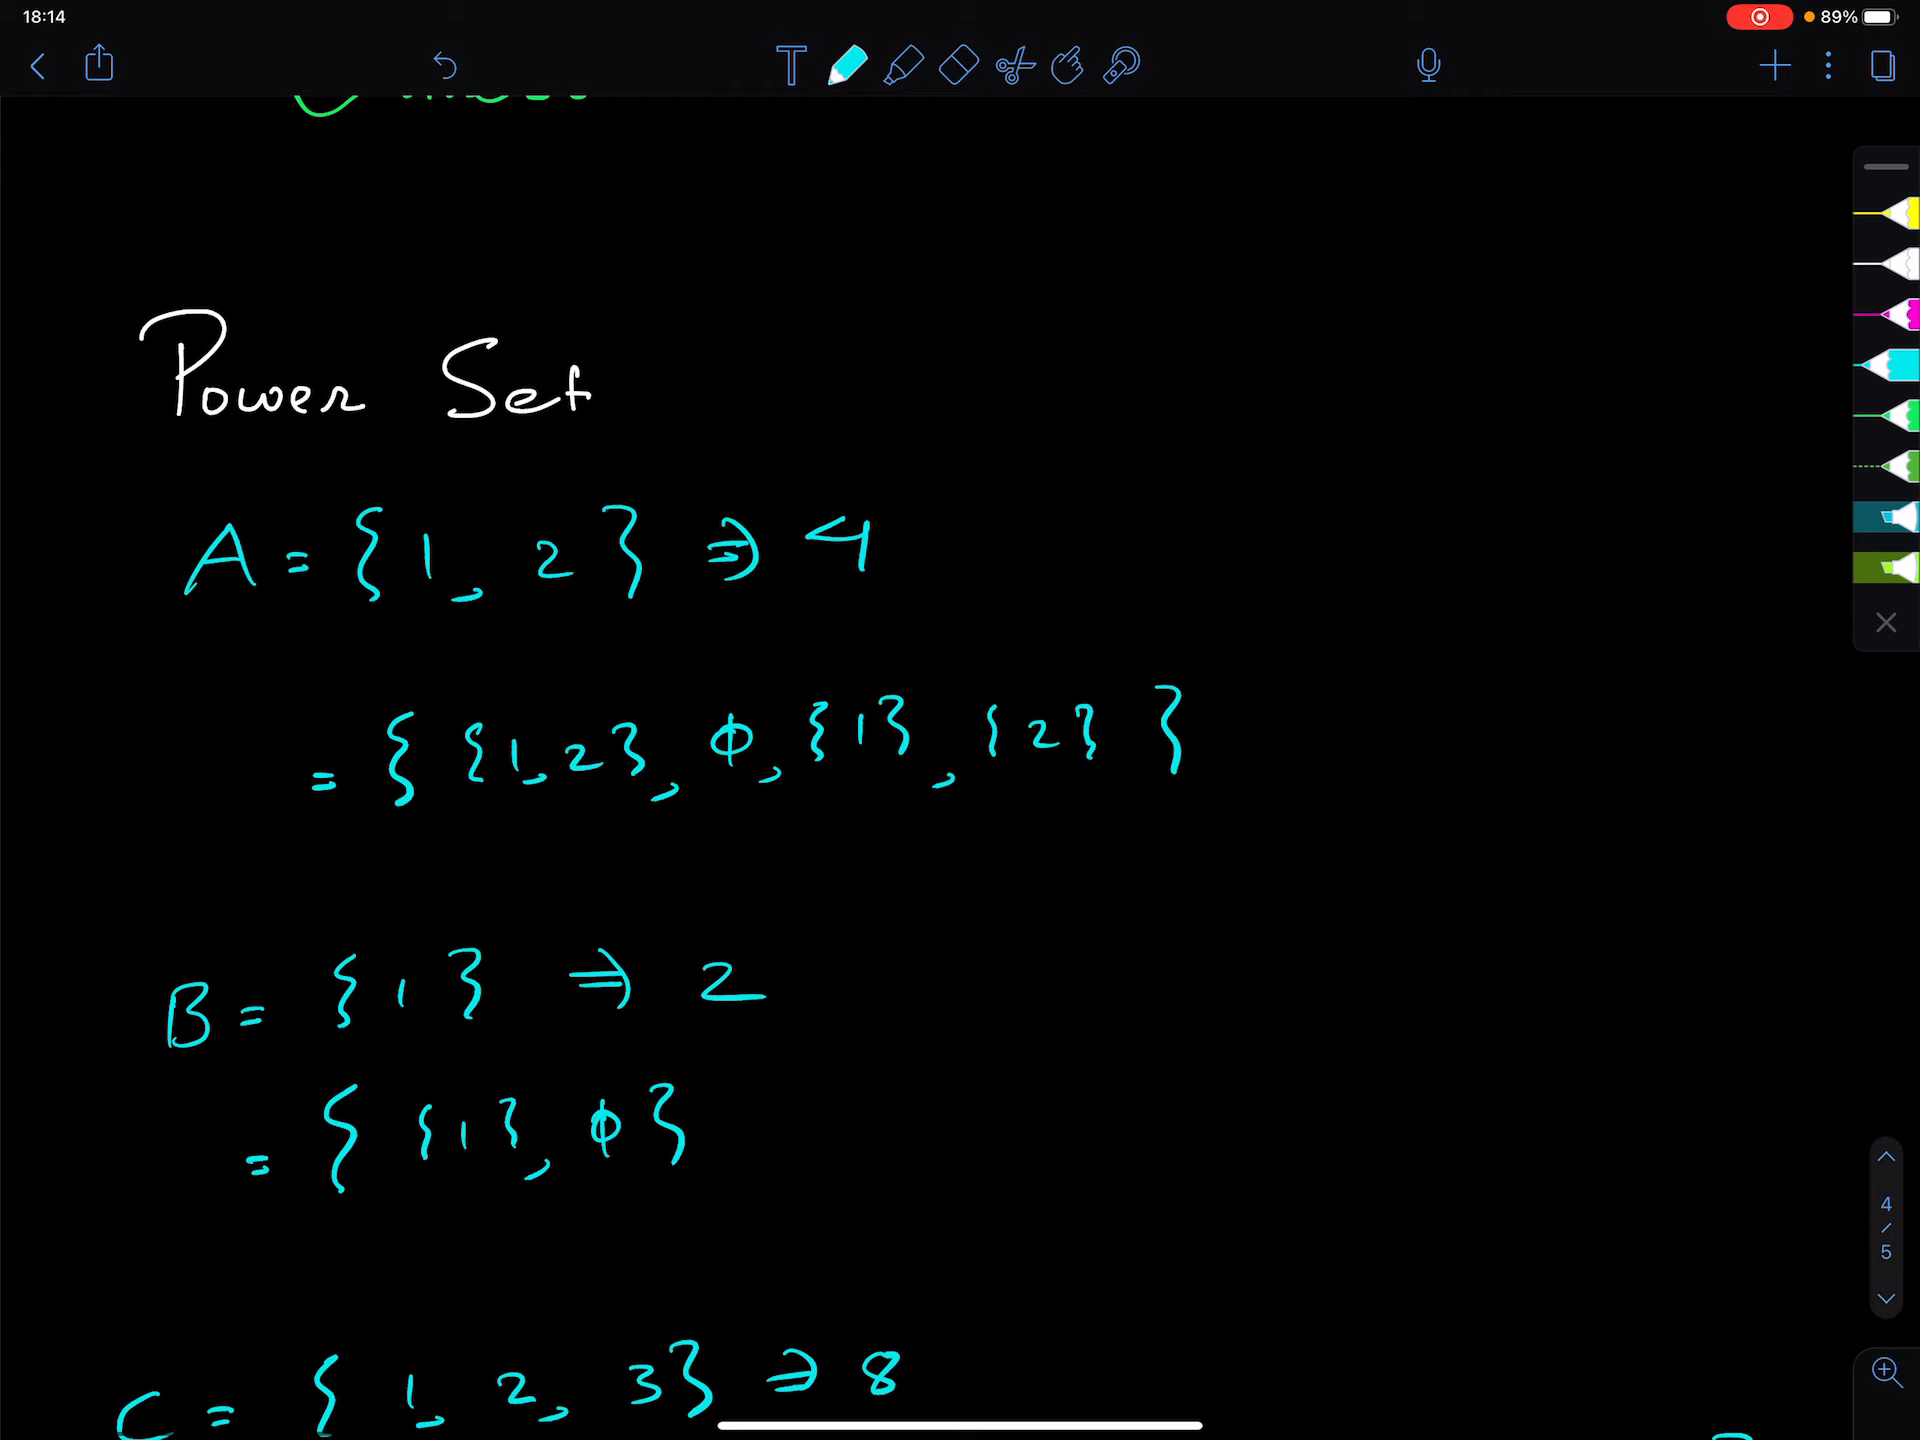 18:14
89%
Power Set
A = { 1, 2 } ⇒ 4
= { {1,2}, ϕ, {1}, {2} }
B = { 1 } ⇒ 2
= { {1}, ϕ }
C = { 1, 2, 3 } ⇒ 8
4
/
5